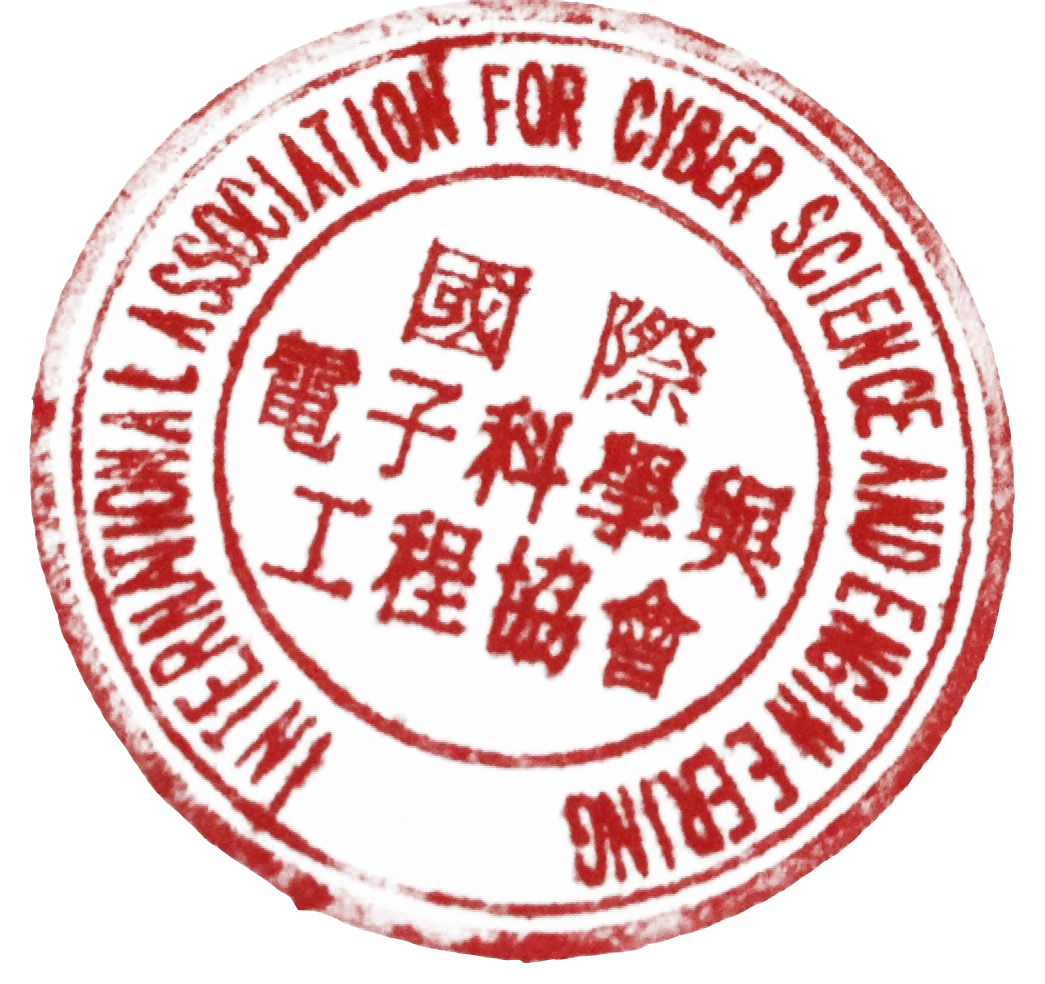 INTERNATIONAL ASSOCIATION FOR CYBER SCIENCE AND ENGINEERING
國際
電子科學與
工程協會